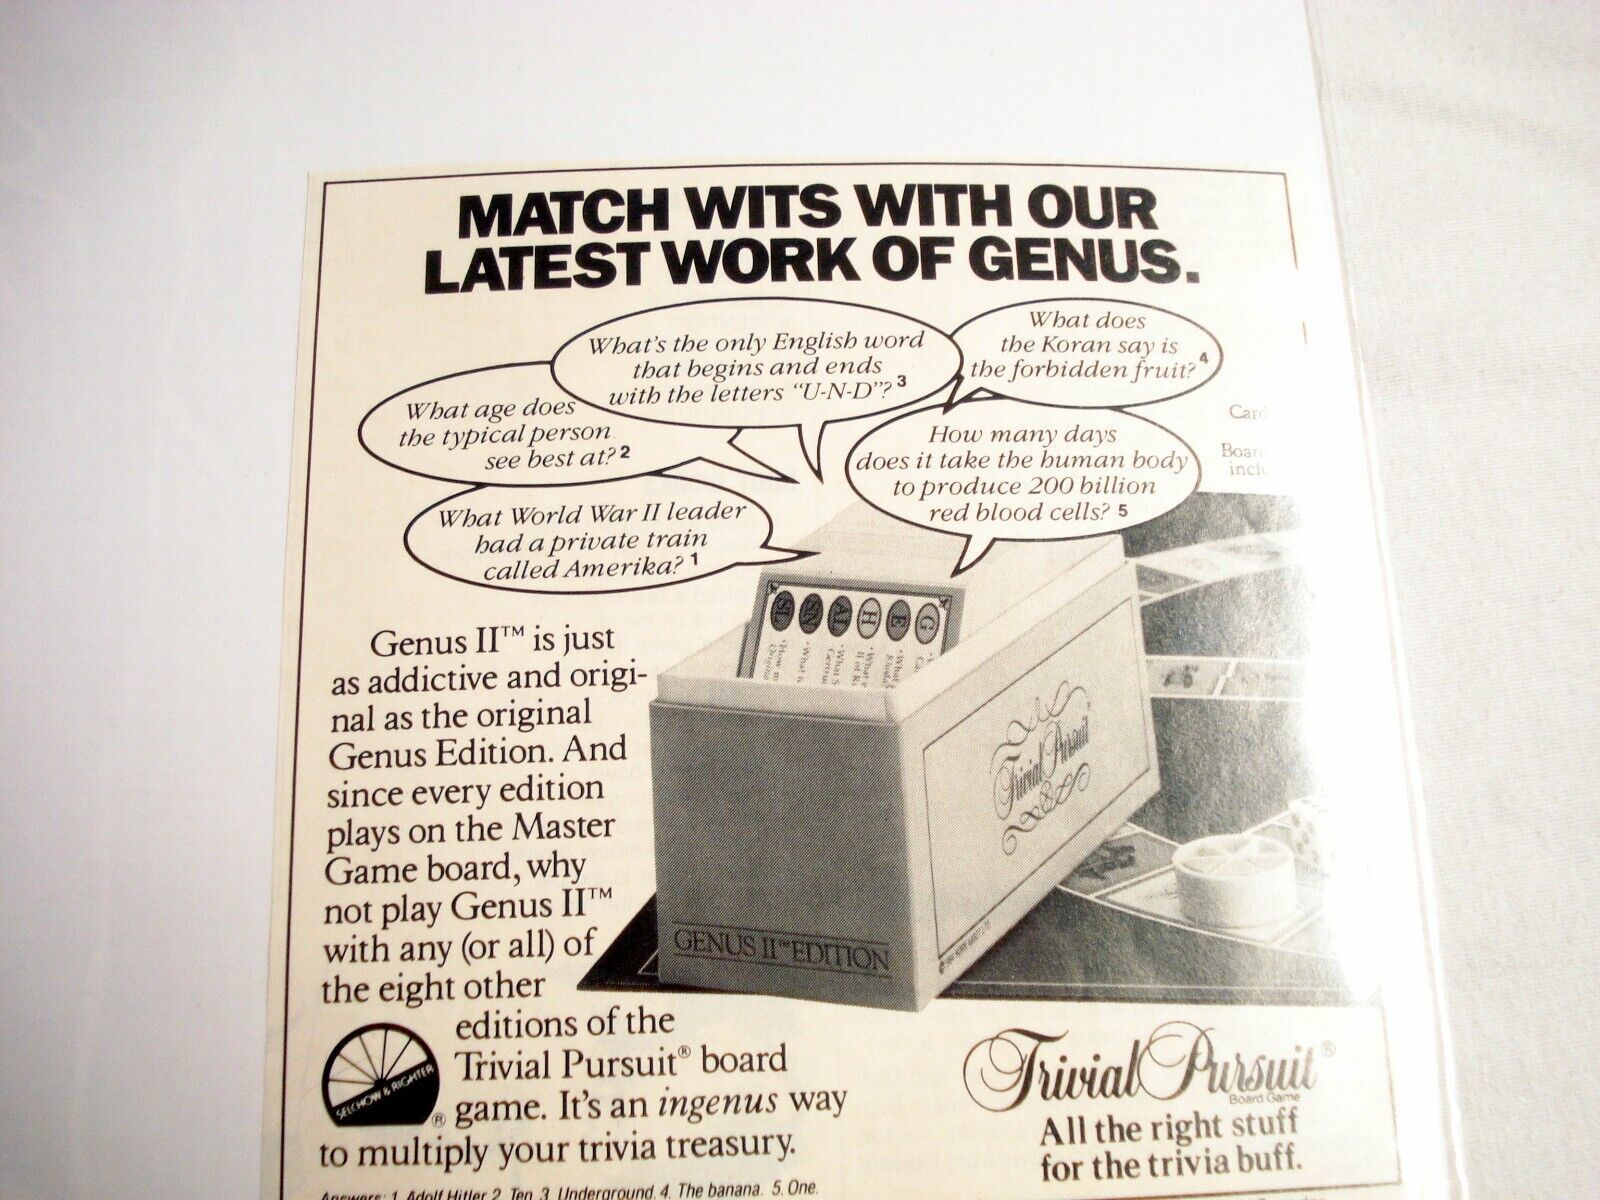 MATCH WITS WITH OUR
LATEST WORK OF GENUS.
What's the only English word
that begins and ends
with the letters "U-N-D"? 3
What does
the Koran say is
the forbidden fruit? 4
What age does
the typical person
see best at? 2
How many days
does it take the human body
to produce 200 billion
red blood cells? 5
What World War II leader
had a private train
called Amerika? 1
Genus II™ is just
as addictive and origi-
nal as the original
Genus Edition. And
since every edition
plays on the Master
Game board, why
not play Genus II™
with any (or all) of
the eight other
editions of the
Trivial Pursuit® board
game. It's an ingenus way
to multiply your trivia treasury.
SL SN AL H E G
Trivial Pursuit
GENUS II™ EDITION
SELCHOW & RIGHTER
®
Trivial Pursuit®
Board Game
All the right stuff
for the trivia buff.
Answers: 1. Adolf Hitler 2. Ten. 3. Underground. 4. The banana. 5. One.